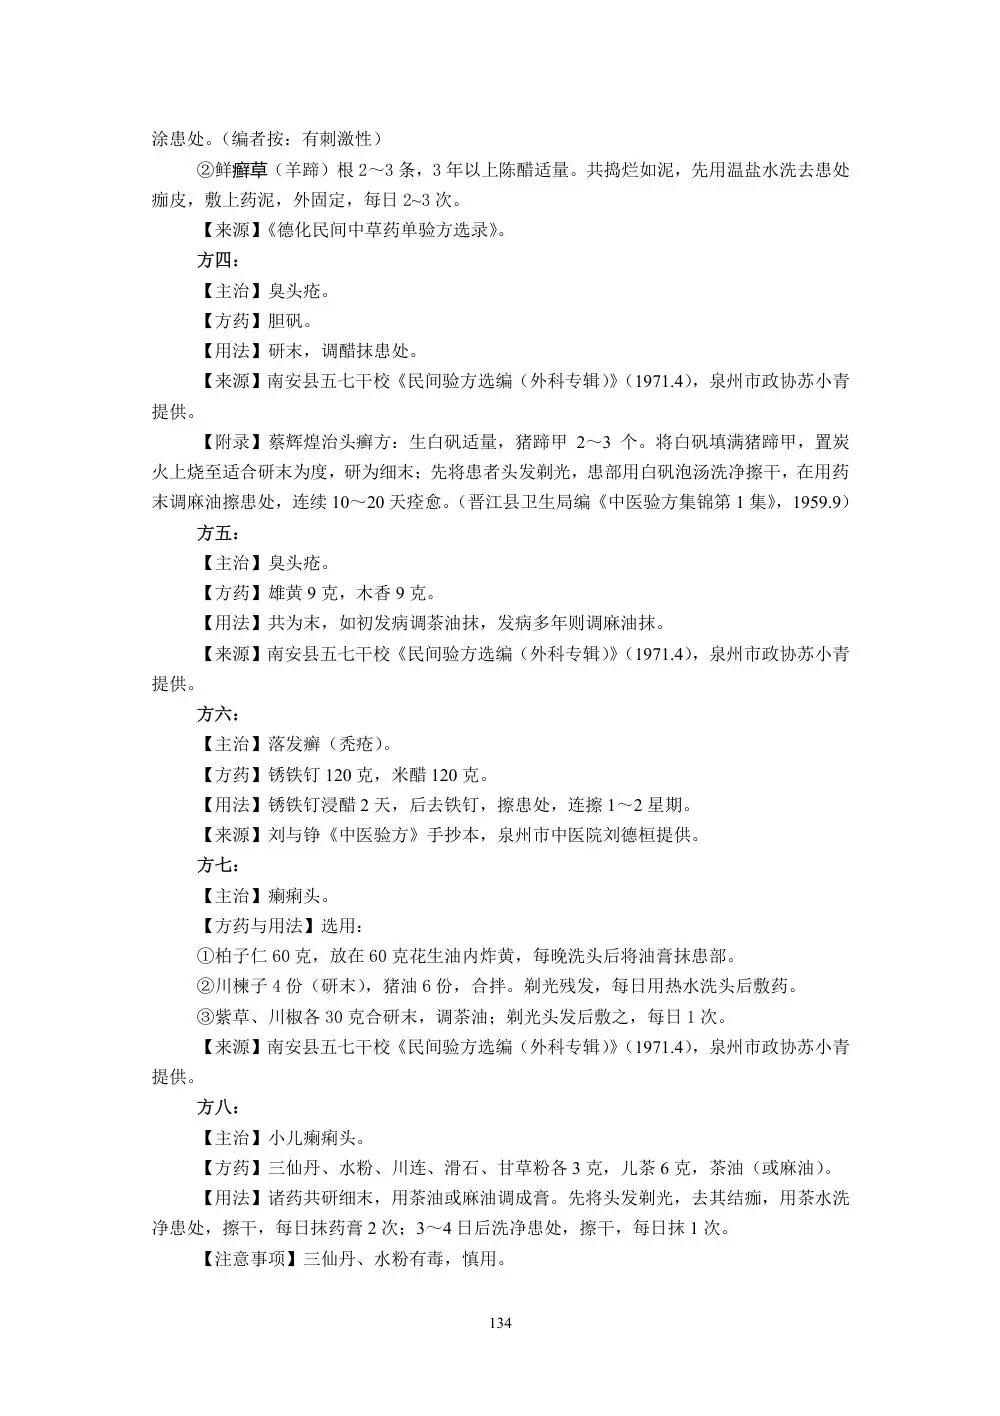 涂患处。（编者按：有刺激性）
②鲜癣草（羊蹄）根 2～3 条，3 年以上陈醋适量。共捣烂如泥，先用温盐水洗去患处
痂皮，敷上药泥，外固定，每日 2~3 次。
【来源】《德化民间中草药单验方选录》。
方四：
【主治】臭头疮。
【方药】胆矾。
【用法】研末，调醋抹患处。
【来源】南安县五七干校《民间验方选编（外科专辑）》（1971.4），泉州市政协苏小青
提供。
【附录】蔡辉煌治头癣方：生白矾适量，猪蹄甲 2～3 个。将白矾填满猪蹄甲，置炭
火上烧至适合研末为度，研为细末；先将患者头发剃光，患部用白矾泡汤洗净擦干，在用药
末调麻油擦患处，连续 10～20 天痊愈。（晋江县卫生局编《中医验方集锦第 1 集》，1959.9）
方五：
【主治】臭头疮。
【方药】雄黄 9 克，木香 9 克。
【用法】共为末，如初发病调茶油抹，发病多年则调麻油抹。
【来源】南安县五七干校《民间验方选编（外科专辑）》（1971.4），泉州市政协苏小青
提供。
方六：
【主治】落发癣（秃疮）。
【方药】锈铁钉 120 克，米醋 120 克。
【用法】锈铁钉浸醋 2 天，后去铁钉，擦患处，连擦 1～2 星期。
【来源】刘与铮《中医验方》手抄本，泉州市中医院刘德桓提供。
方七：
【主治】瘌痢头。
【方药与用法】选用：
①柏子仁 60 克，放在 60 克花生油内炸黄，每晚洗头后将油膏抹患部。
②川楝子 4 份（研末），猪油 6 份，合拌。剃光残发，每日用热水洗头后敷药。
③紫草、川椒各 30 克合研末，调茶油；剃光头发后敷之，每日 1 次。
【来源】南安县五七干校《民间验方选编（外科专辑）》（1971.4），泉州市政协苏小青
提供。
方八：
【主治】小儿瘌痢头。
【方药】三仙丹、水粉、川连、滑石、甘草粉各 3 克，儿茶 6 克，茶油（或麻油）。
【用法】诸药共研细末，用茶油或麻油调成膏。先将头发剃光，去其结痂，用茶水洗
净患处，擦干，每日抹药膏 2 次；3～4 日后洗净患处，擦干，每日抹 1 次。
【注意事项】三仙丹、水粉有毒，慎用。
134